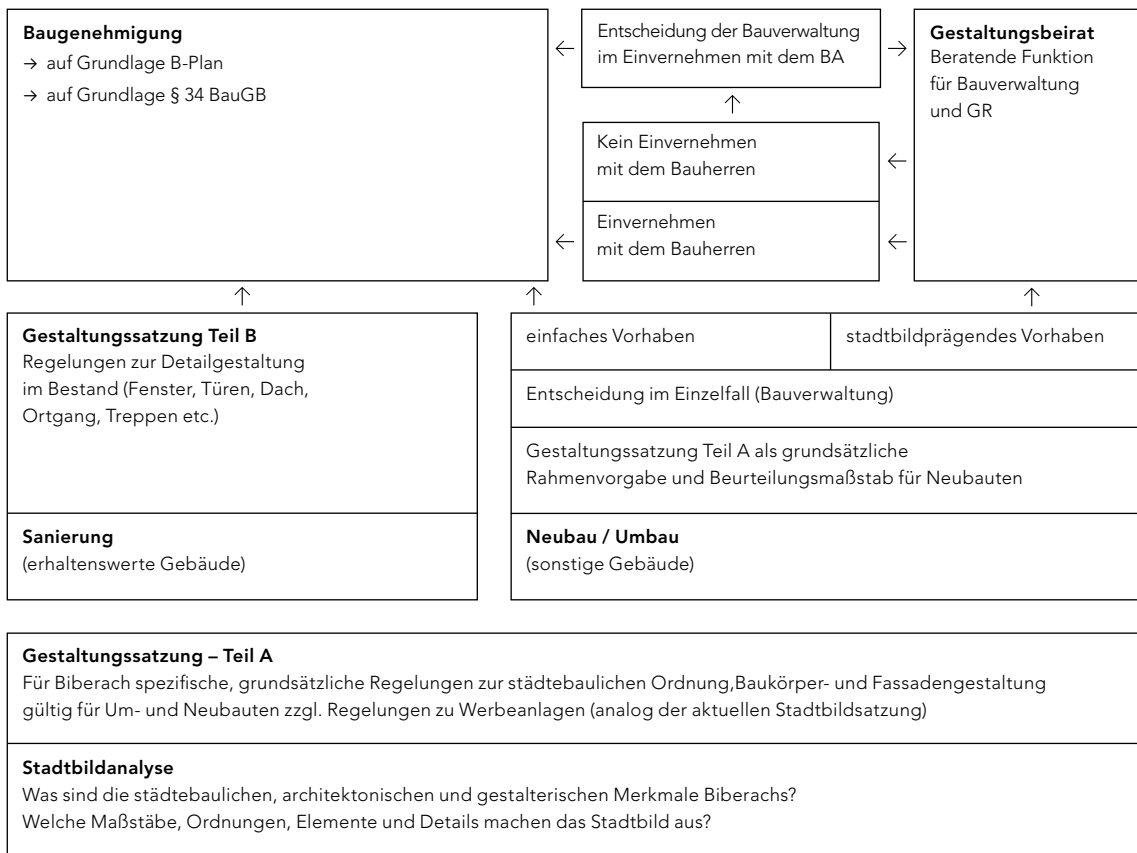 Baugenehmigung
→ auf Grundlage B-Plan
→ auf Grundlage § 34 BauGB
Entscheidung der Bauverwaltung
im Einvernehmen mit dem BA
Gestaltungsbeirat
Beratende Funktion
für Bauverwaltung
und GR
Kein Einvernehmen
mit dem Bauherren
Einvernehmen
mit dem Bauherren
Gestaltungssatzung Teil B
Regelungen zur Detailgestaltung
im Bestand (Fenster, Türen, Dach,
Ortgang, Treppen etc.)
Sanierung
(erhaltenswerte Gebäude)
einfaches Vorhaben
stadtbildprägendes Vorhaben
Entscheidung im Einzelfall (Bauverwaltung)
Gestaltungssatzung Teil A als grundsätzliche
Rahmenvorgabe und Beurteilungsmaßstab für Neubauten
Neubau / Umbau
(sonstige Gebäude)
Gestaltungssatzung – Teil A
Für Biberach spezifische, grundsätzliche Regelungen zur städtebaulichen Ordnung,Baukörper- und Fassadengestaltung
gültig für Um- und Neubauten zzgl. Regelungen zu Werbeanlagen (analog der aktuellen Stadtbildsatzung)
Stadtbildanalyse
Was sind die städtebaulichen, architektonischen und gestalterischen Merkmale Biberachs?
Welche Maßstäbe, Ordnungen, Elemente und Details machen das Stadtbild aus?